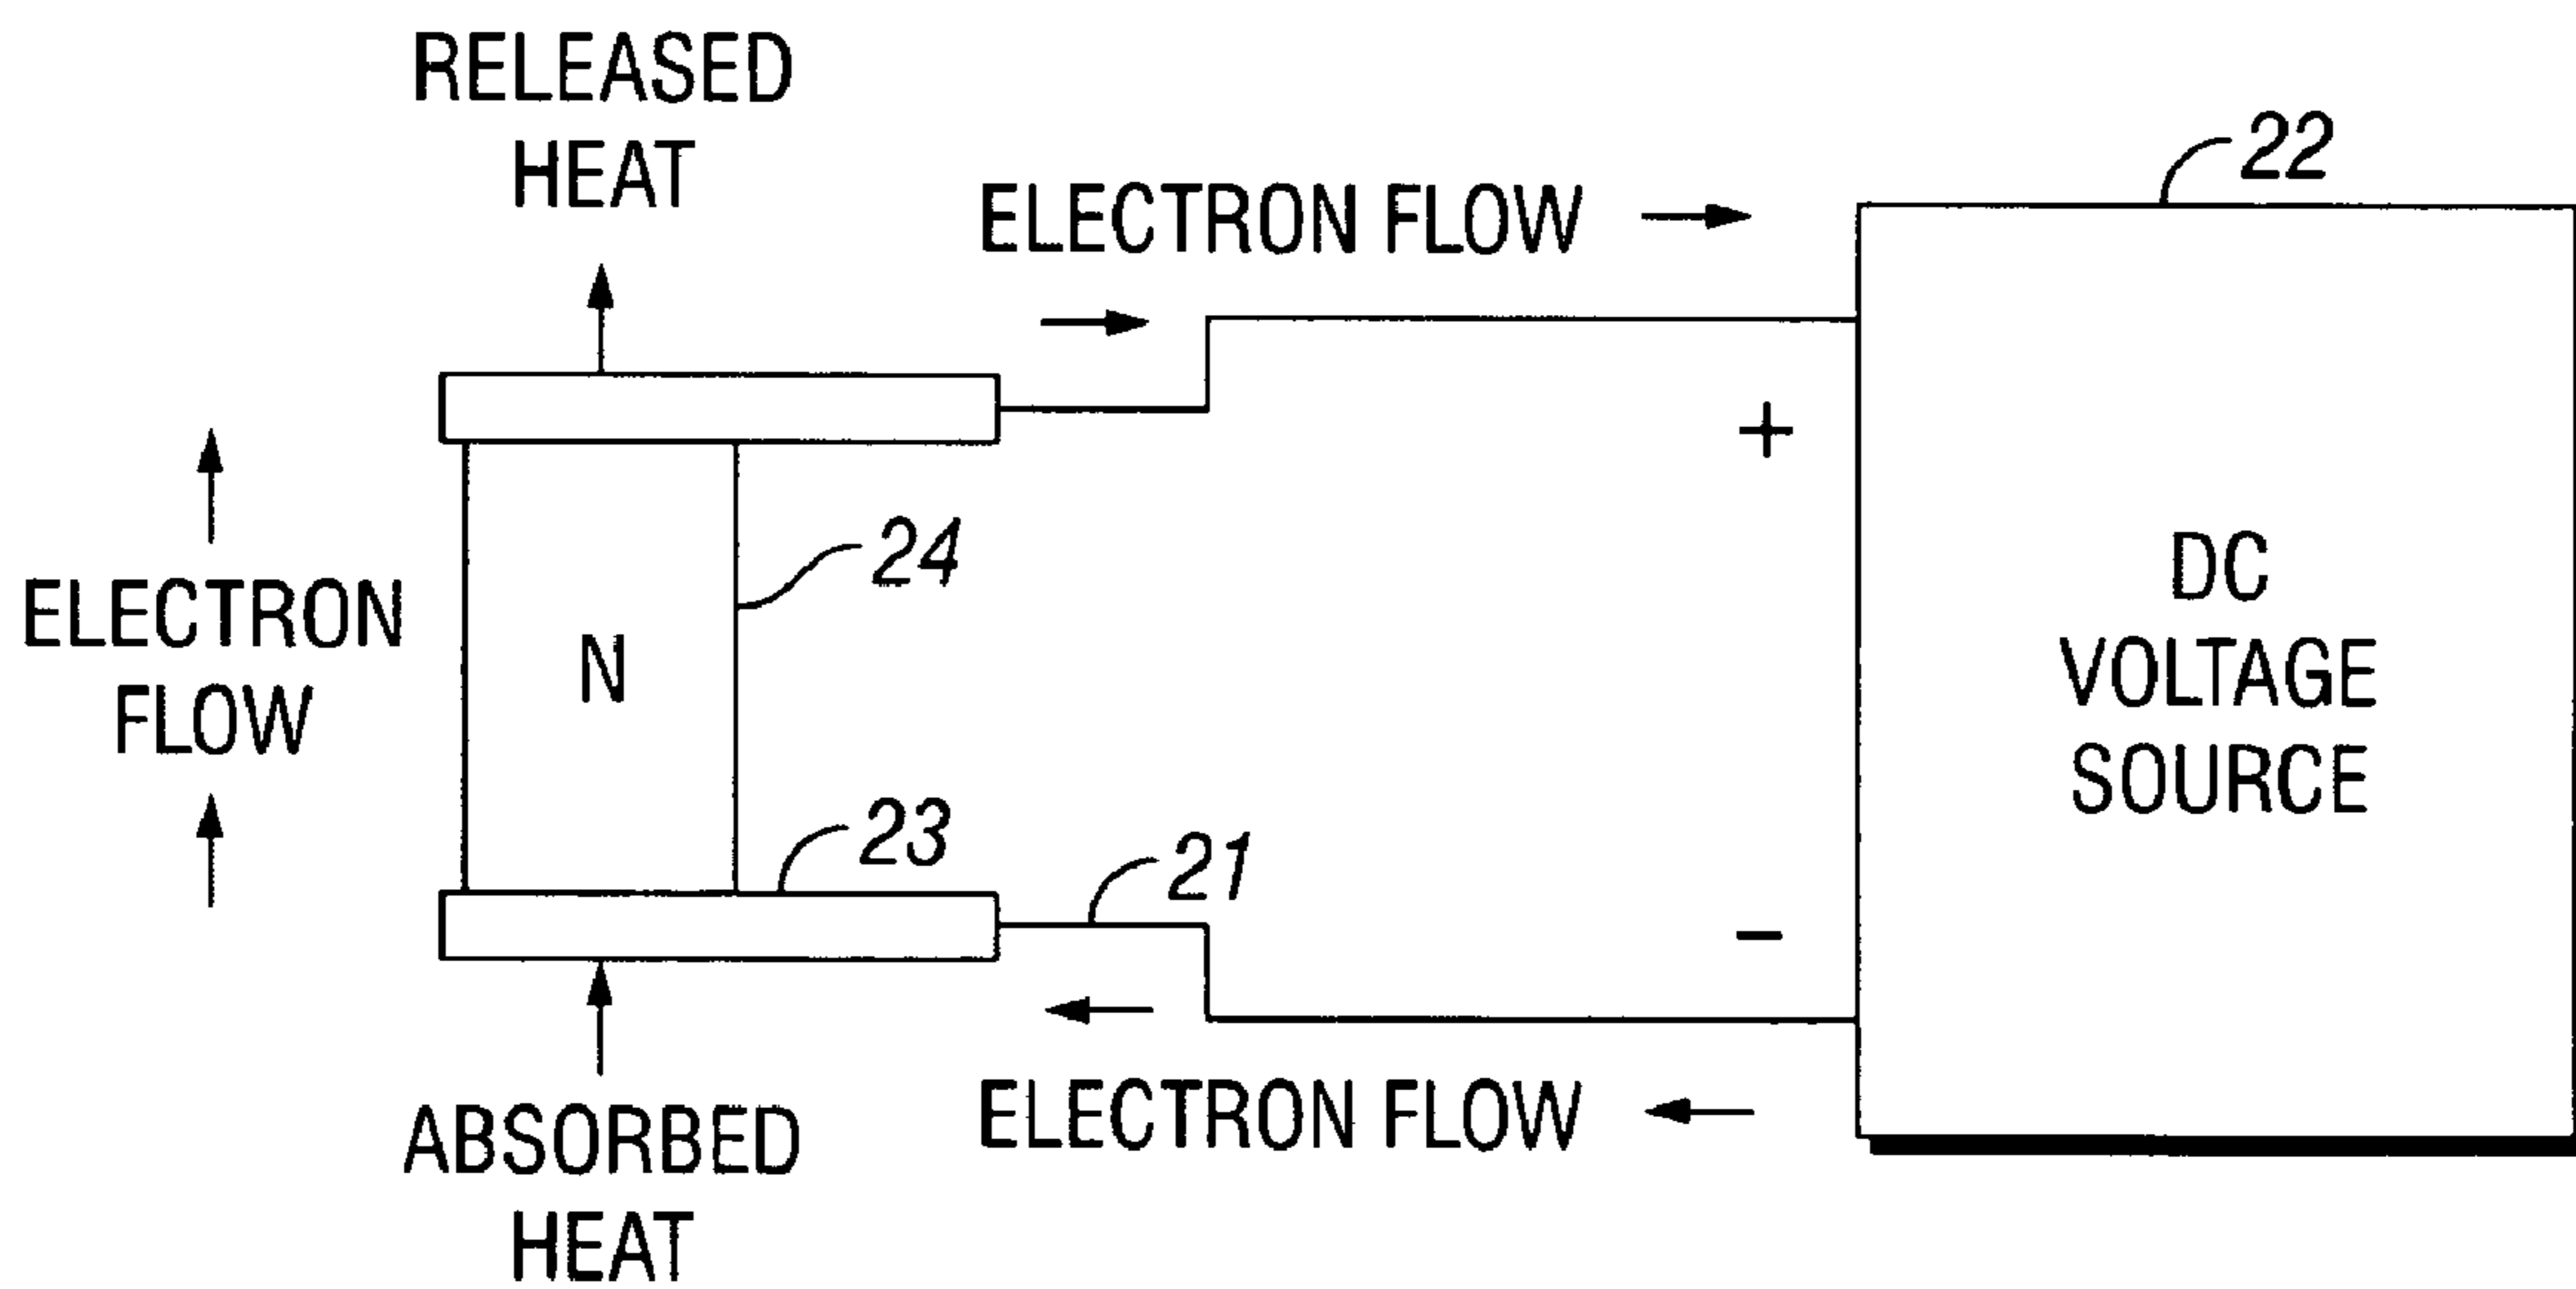 RELEASED
HEAT
ELECTRON FLOW
22
+
24
ELECTRON
FLOW
N
DC
VOLTAGE
SOURCE
23
21
−
ABSORBED
HEAT
ELECTRON FLOW